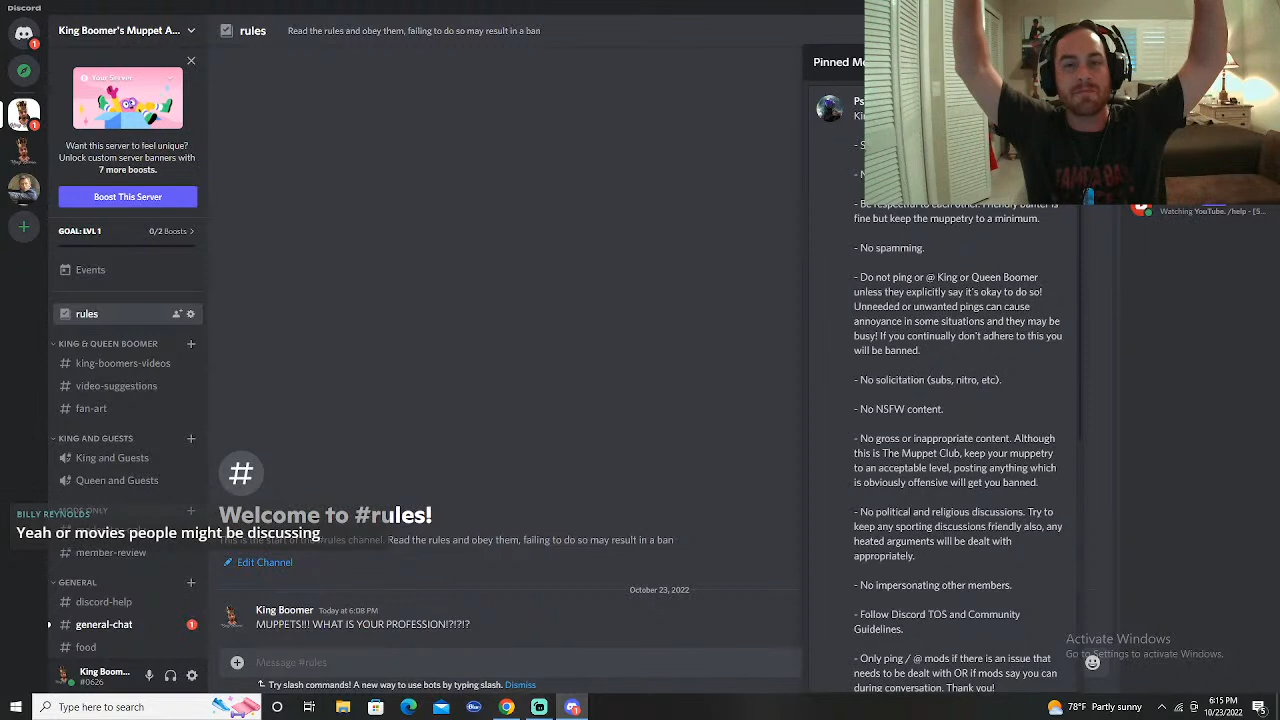 Discord
King Boomer's Muppet A...
rules
Read the rules and obey them, failing to do so may result in a ban
Your Server
Want this server to feel unique?
Unlock new perks with just
7 more boosts.
Boost This Server
GOAL: LVL 1
0/2 Boosts
Events
rules
KING & QUEEN BOOMER
king-boomers-videos
video-suggestions
fan-art
KING AND GUESTS
King and Guests
Queen and Guests
MODS ONLY
BILLY REYNOLDS
Yeah or movies people might be discussing
member-review
GENERAL
discord-help
general-chat
1
food
King Boom...
#0626
Welcome to #rules!
This is the start of the #rules channel. Read the rules and obey them, failing to do so may result in a ban
Edit Channel
October 23, 2022
King Boomer Today at 6:08 PM
MUPPETS!!! WHAT IS YOUR PROFESSION!?!?!?
Message #rules
Try slash commands! A new way to use bots by typing slash. Dismiss
Pinned Me
- Be respectful to each other. Friendly banter is
fine but keep the muppetry to a minimum.
- No spamming.
- Do not ping or @ King or Queen Boomer
unless they explicitly say it's okay to do so!
Unneeded or unwanted pings can cause
annoyance in some situations and they may be
busy! If you continually don't adhere to this you
will be banned.
- No solicitation (subs, nitro, etc).
- No NSFW content.
- No gross or inappropriate content. Although
this is The Muppet Club, keep your muppetry
to an acceptable level, posting anything which
is obviously offensive will get you banned.
- No political and religious discussions. Try to
keep any sporting discussions friendly also, any
heated arguments will be dealt with
appropriately.
- No impersonating other members.
- Follow Discord TOS and Community
Guidelines.
- Only ping / @ mods if there is an issue that
needs to be dealt with OR if mods say you can
during conversation. Thank you!
TAMPA BAY
Watching YouTube. /help - [5...
Activate Windows
Go to Settings to activate Windows.
Type here to search
78°F
6:15 PM
10/23/2022